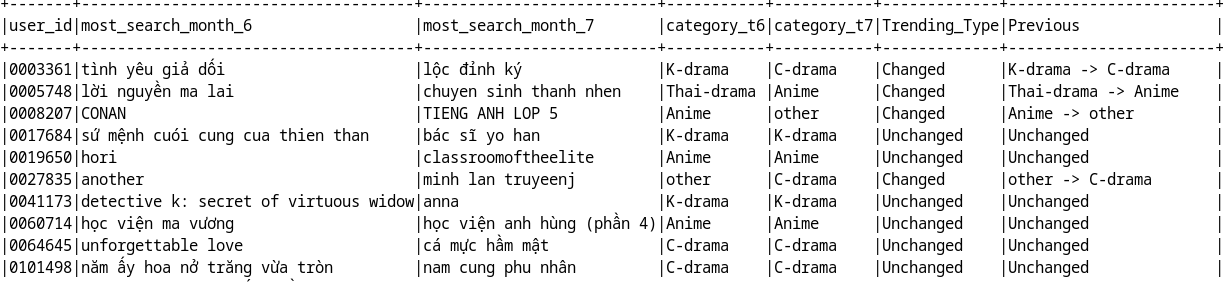 +-------+----------------------------------+------------------------+-----------+-----------+-------------+---------------------+
|user_id|most_search_month_6               |most_search_month_7     |category_t6|category_t7|Trending_Type|Previous             |
+-------+----------------------------------+------------------------+-----------+-----------+-------------+---------------------+
|0003361|tình yêu giả dối                  |lộc đỉnh ký             |K-drama    |C-drama    |Changed      |K-drama -> C-drama   |
|0005748|lời nguyền ma lai                 |chuyen sinh thanh nhen  |Thai-drama |Anime      |Changed      |Thai-drama -> Anime  |
|0008207|CONAN                             |TIENG ANH LOP 5         |Anime      |other      |Changed      |Anime -> other       |
|0017684|sứ mệnh cuói cung cua thien than  |bác sĩ yo han           |K-drama    |K-drama    |Unchanged    |Unchanged            |
|0019650|hori                              |classroomoftheelite     |Anime      |Anime      |Unchanged    |Unchanged            |
|0027835|another                           |minh lan truyeenj       |other      |C-drama    |Changed      |other -> C-drama     |
|0041173|detective k: secret of virtuous widow|anna                    |K-drama    |K-drama    |Unchanged    |Unchanged            |
|0060714|học viện ma vương                 |học viện anh hùng (phần 4)|Anime      |Anime      |Unchanged    |Unchanged            |
|0064645|unforgettable love                |cá mực hầm mật          |C-drama    |C-drama    |Unchanged    |Unchanged            |
|0101498|năm ấy hoa nở trăng vừa tròn      |nam cung phu nhân       |C-drama    |C-drama    |Unchanged    |Unchanged            |